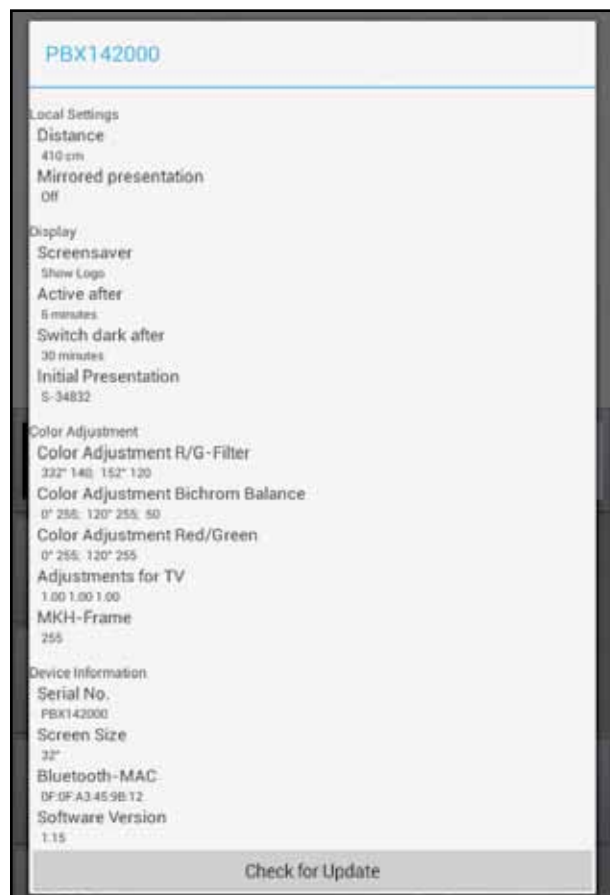 PBX142000
Local Settings
Distance
410 cm
Mirrored presentation
Off
Display
Screensaver
Show Logo
Active after
6 minutes
Switch dark after
30 minutes
Initial Presentation
S-34832
Color Adjustment
Color Adjustment R/G-Filter
332° 140; 152° 120
Color Adjustment Bichrom Balance
0° 255; 120° 255; 50
Color Adjustment Red/Green
0° 255; 120° 255
Adjustments for TV
1.00 1.00 1.00
MKH-Frame
255
Device Information
Serial No.
PBX142000
Screen Size
32"
Bluetooth-MAC
0F:0F:A3:45:9B:12
Software Version
1.15
Check for Update